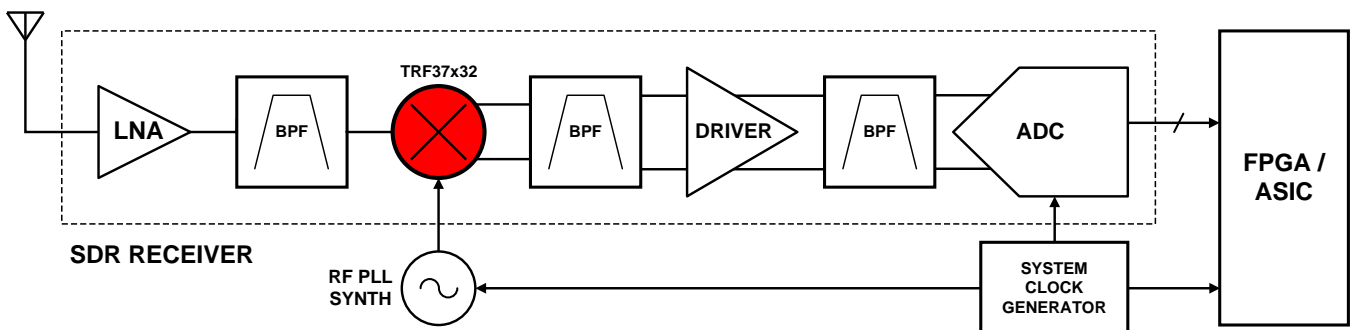 TRF37x32
LNA
BPF
BPF
DRIVER
BPF
ADC
FPGA /
ASIC
SDR RECEIVER
RF PLL
SYNTH
SYSTEM
CLOCK
GENERATOR